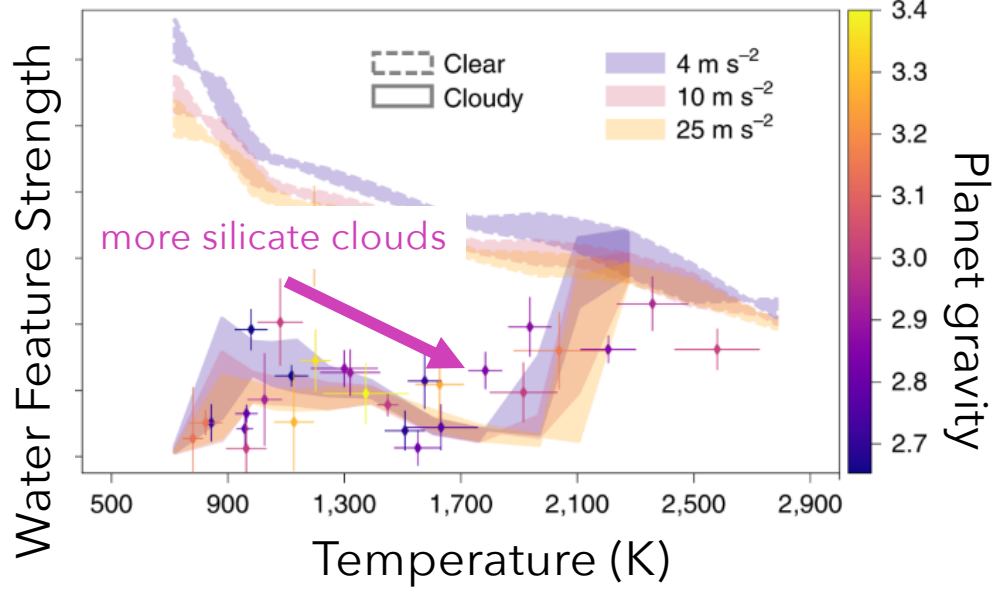 Water Feature Strength
Clear
Cloudy
4 m s⁻²
10 m s⁻²
25 m s⁻²
more silicate clouds
500 900 1,300 1,700 2,100 2,500 2,900
Temperature (K)
3.4
3.3
3.2
3.1
3.0
2.9
2.8
2.7
Planet gravity